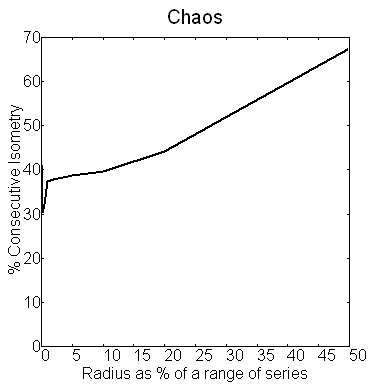 Chaos
% Consecutive Isometry
70
60
50
40
30
20
10
0
0 5 10 15 20 25 30 35 40 45 50
Radius as % of a range of series